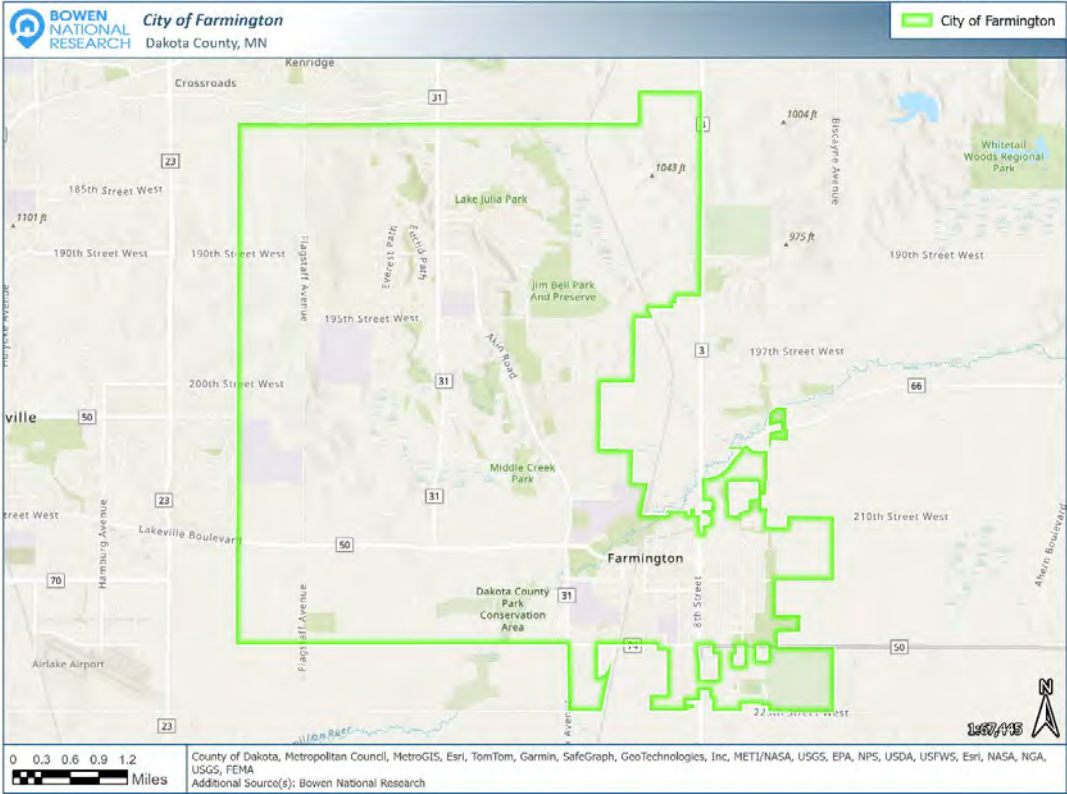 BOWEN
NATIONAL
RESEARCH
City of Farmington
Dakota County, MN
City of Farmington
Kenridge
Crossroads
31
3
1004 ft
Biscayne Avenue
Whitetail
Woods Regional
Park
23
1043 ft
185th Street West
Lake Julia Park
1101 ft
975 ft
190th Street West
190th Street West
Flagstaff Avenue
Everest Path
Euclid Path
190th Street West
Jim Bell Park
And Preserve
195th Street West
Akin Road
3
197th Street West
31
200th Street West
66
ville
50
Middle Creek
Park
23
31
treet West
Hamburg Avenue
Lakeville Boulevard
210th Street West
Ahern Boulevard
50
Farmington
70
Dakota County
Park
Conservation
Area
31
8th Street
Flagstaff Avenue
74
50
Airlake Airport
23
225th Street West
N
1:67,445
0 0.3 0.6 0.9 1.2
Miles
County of Dakota, Metropolitan Council, MetroGIS, Esri, TomTom, Garmin, SafeGraph, GeoTechnologies, Inc, METI/NASA, USGS, EPA, NPS, USDA, USFWS, Esri, NASA, NGA,
USGS, FEMA
Additional Source(s): Bowen National Research